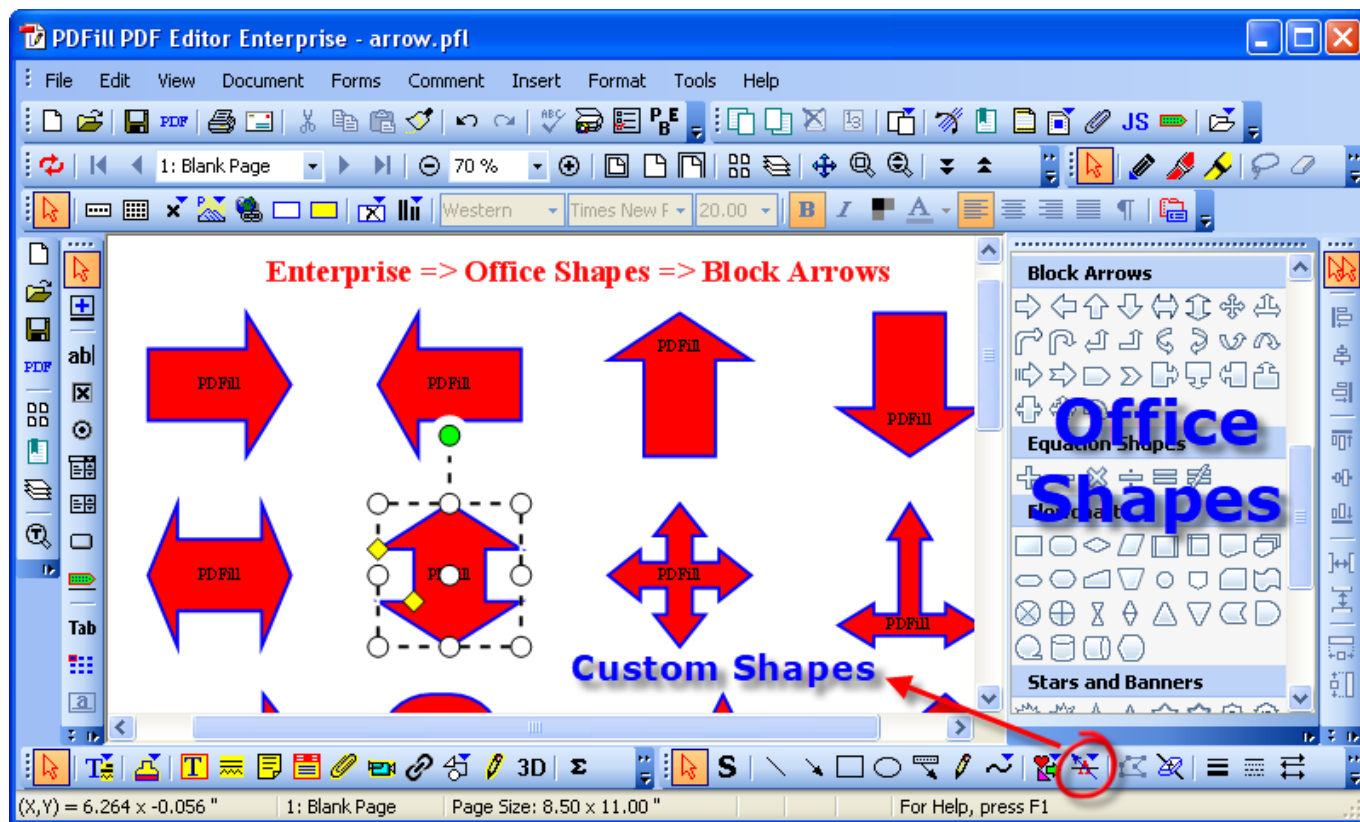 PDFill PDF Editor Enterprise - arrow.pfl
File Edit View Document Forms Comment Insert Format Tools Help
PDF ABC P B E 13 JS
1: Blank Page 70 %
Western Times New F 20.00 B I A ¶
Enterprise => Office Shapes => Block Arrows
Block Arrows
PDF ab|
PDFill PDFill PDFill PDFill
Office
Equation Shapes
Shapes
PDFill PDFill PDFill
Tab
Custom Shapes
Stars and Banners
a
T T 3D Σ S A
(X,Y) = 6.264 x -0.056 " 1: Blank Page Page Size: 8.50 x 11.00 " For Help, press F1